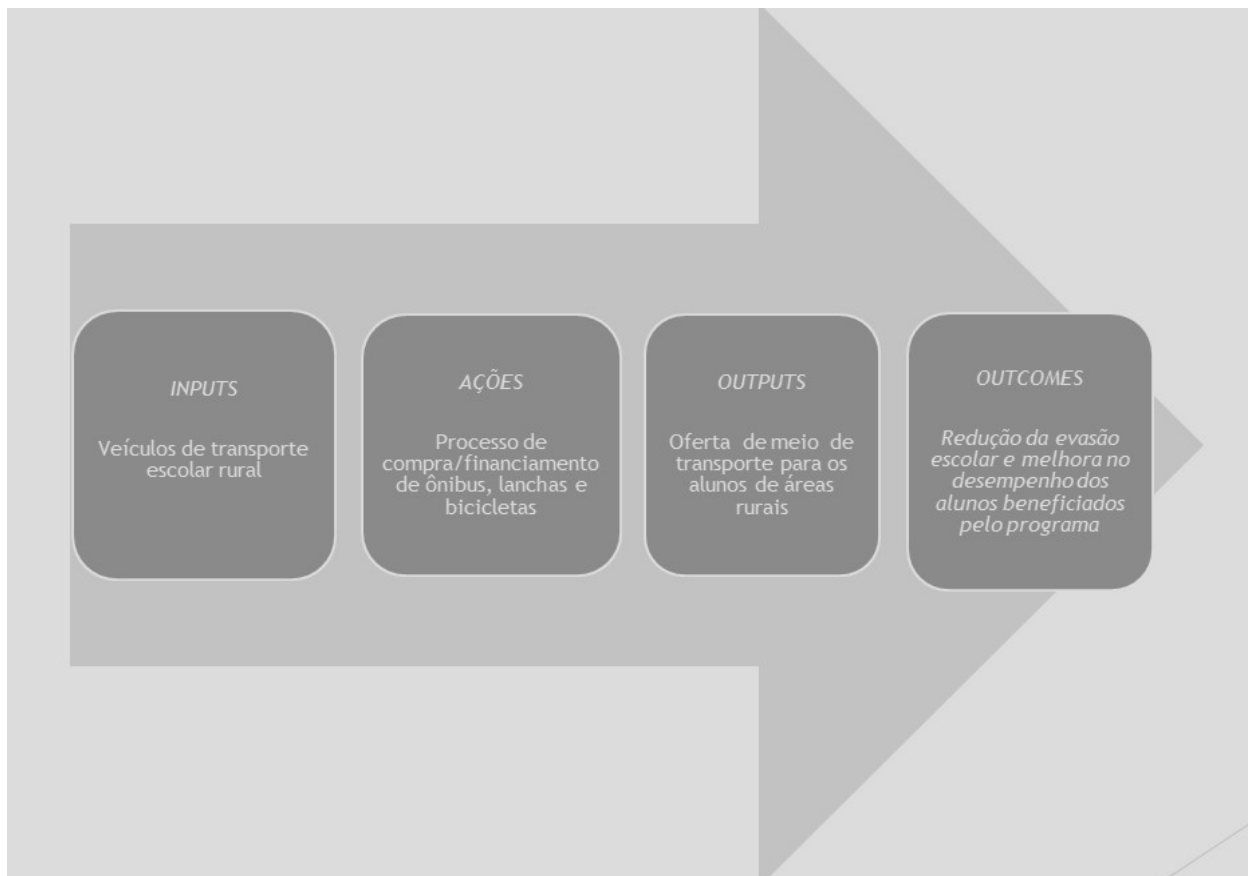 INPUTS
Veículos de transporte
escolar rural
AÇÕES
Processo de
compra/financiamento
de ônibus, lanchas e
bicicletas
OUTPUTS
Oferta de meio de
transporte para os
alunos de áreas
rurais
OUTCOMES
Redução da evasão
escolar e melhora no
desempenho dos
alunos beneficiados
pelo programa